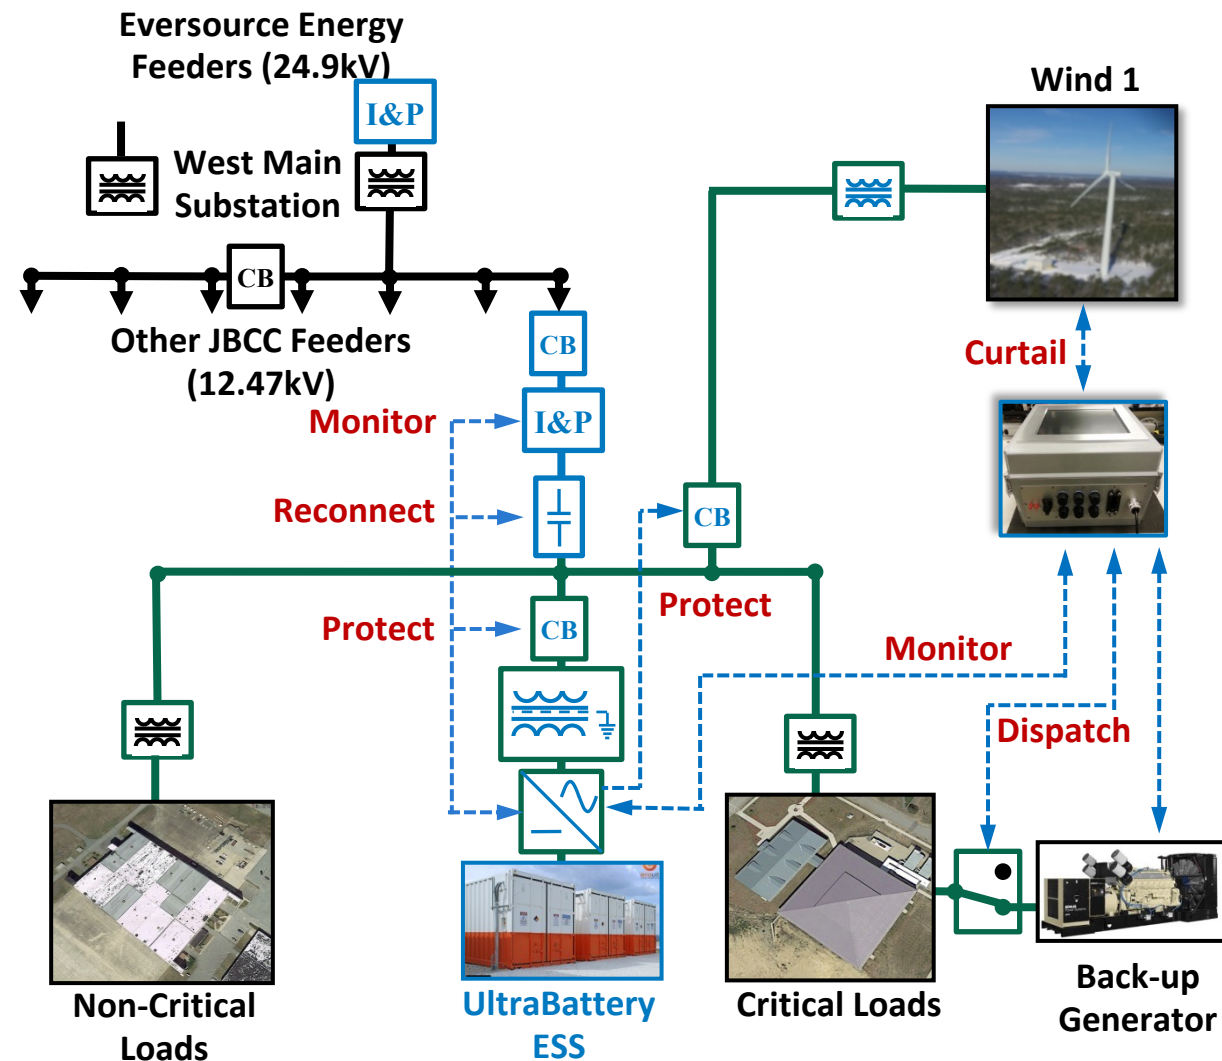 Eversource Energy
Feeders (24.9kV)
I&P
Wind 1
West Main
Substation
CB
Other JBCC Feeders
(12.47kV)
CB
Curtail
Monitor
I&P
Reconnect
CB
Protect
CB
Protect
Monitor
Dispatch
Non-Critical
Loads
UltraBattery
ESS
Critical Loads
Back-up
Generator